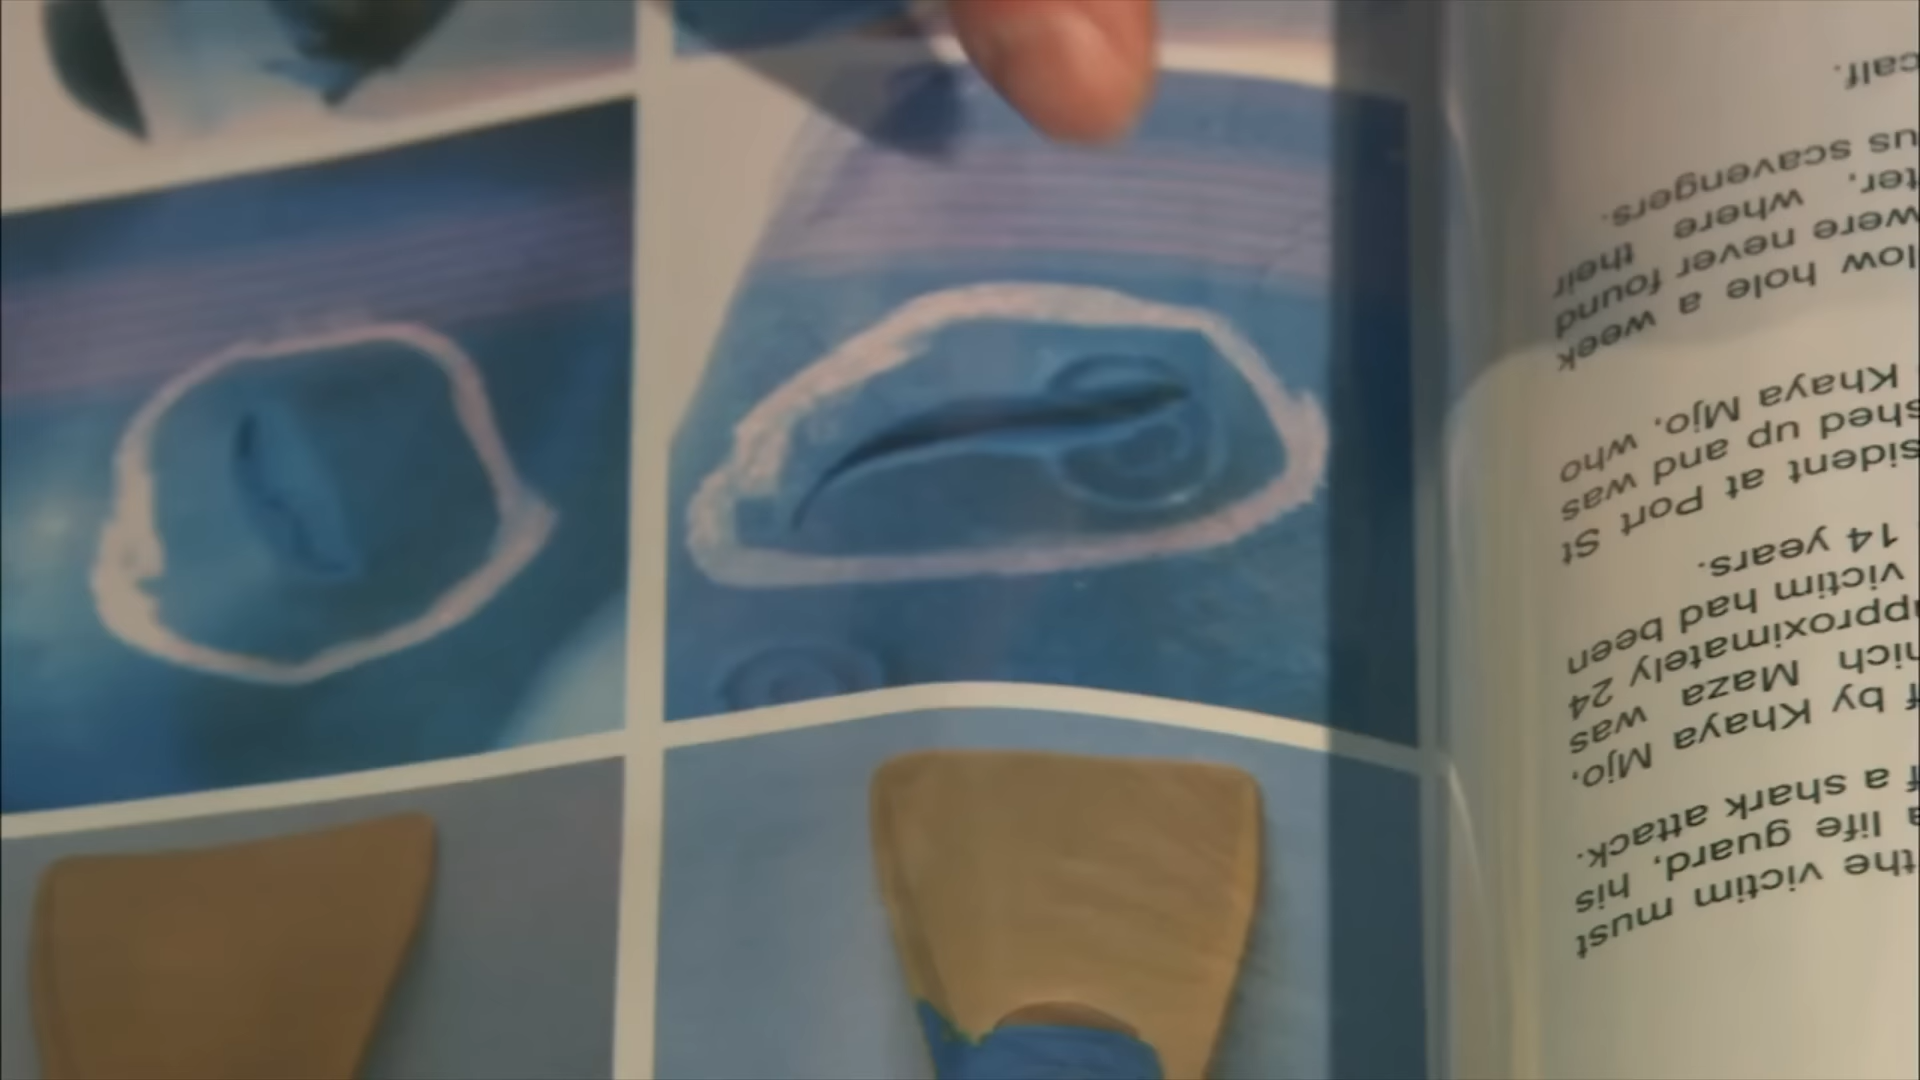 the victim must
a life guard, his
f a shark attack.
f by Khaya Mjo,
hich Maza was
pproximately 24
victim had been
14 years.
sident at Port St
shed up and was
Khaya Mjo, who
low hole a week
were never found
ter, where their
us scavengers.
calf.